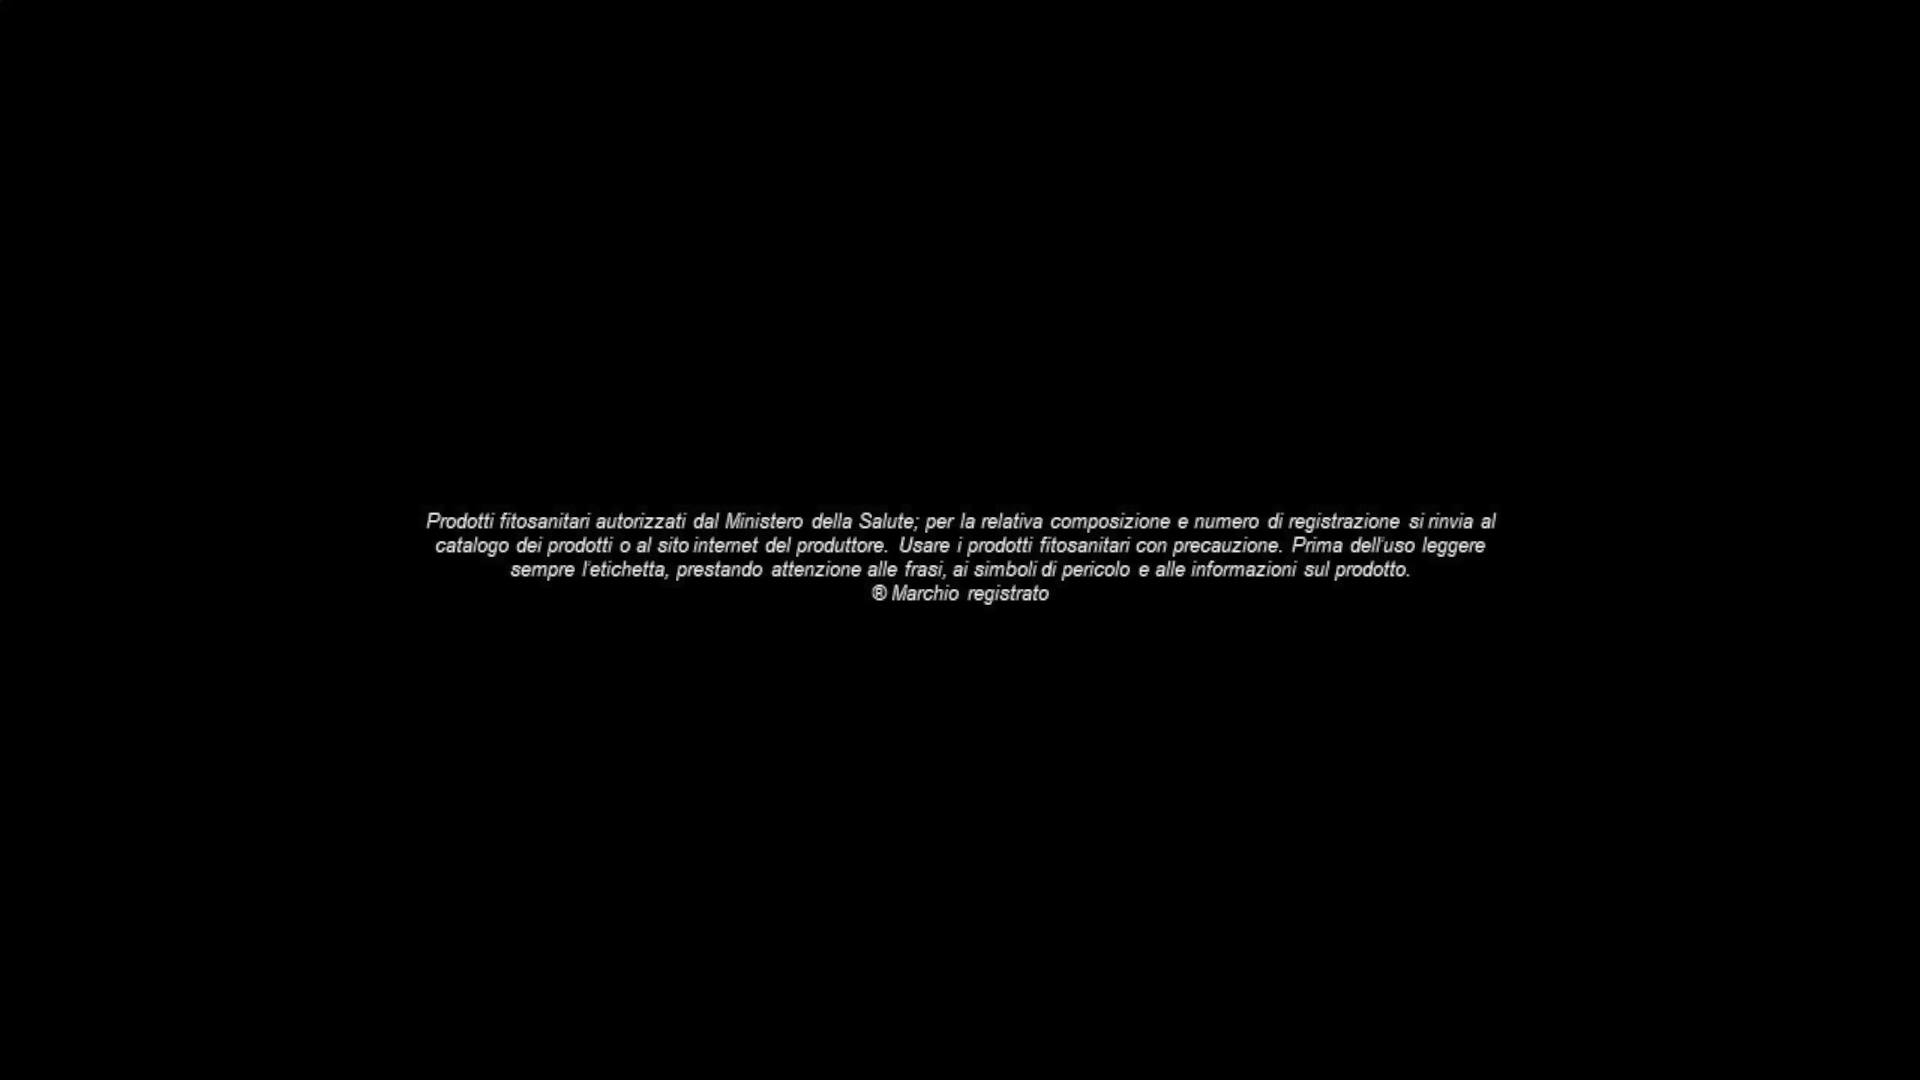 Prodotti fitosanitari autorizzati dal Ministero della Salute; per la relativa composizione e numero di registrazione si rinvia al
catalogo dei prodotti o al sito internet del produttore. Usare i prodotti fitosanitari con precauzione. Prima dell'uso leggere
sempre l'etichetta, prestando attenzione alle frasi, ai simboli di pericolo e alle informazioni sul prodotto.
® Marchio registrato